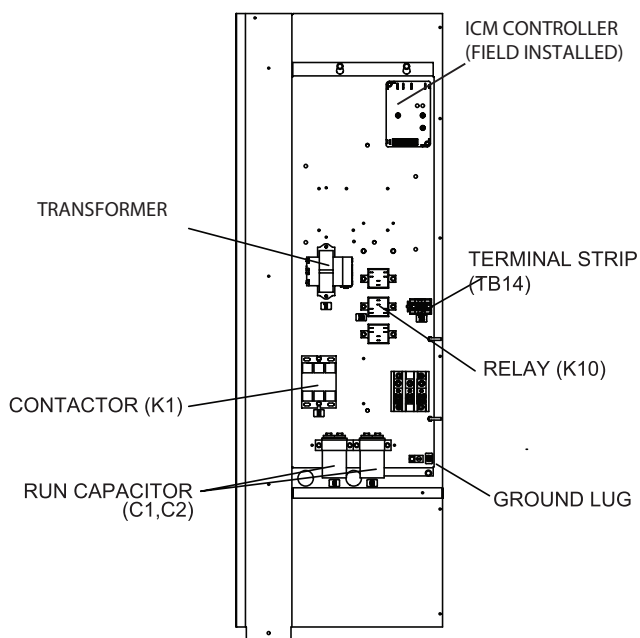 ICM CONTROLLER
(FIELD INSTALLED)
TRANSFORMER
TERMINAL STRIP
(TB14)
RELAY (K10)
CONTACTOR (K1)
RUN CAPACITOR
(C1,C2)
GROUND LUG